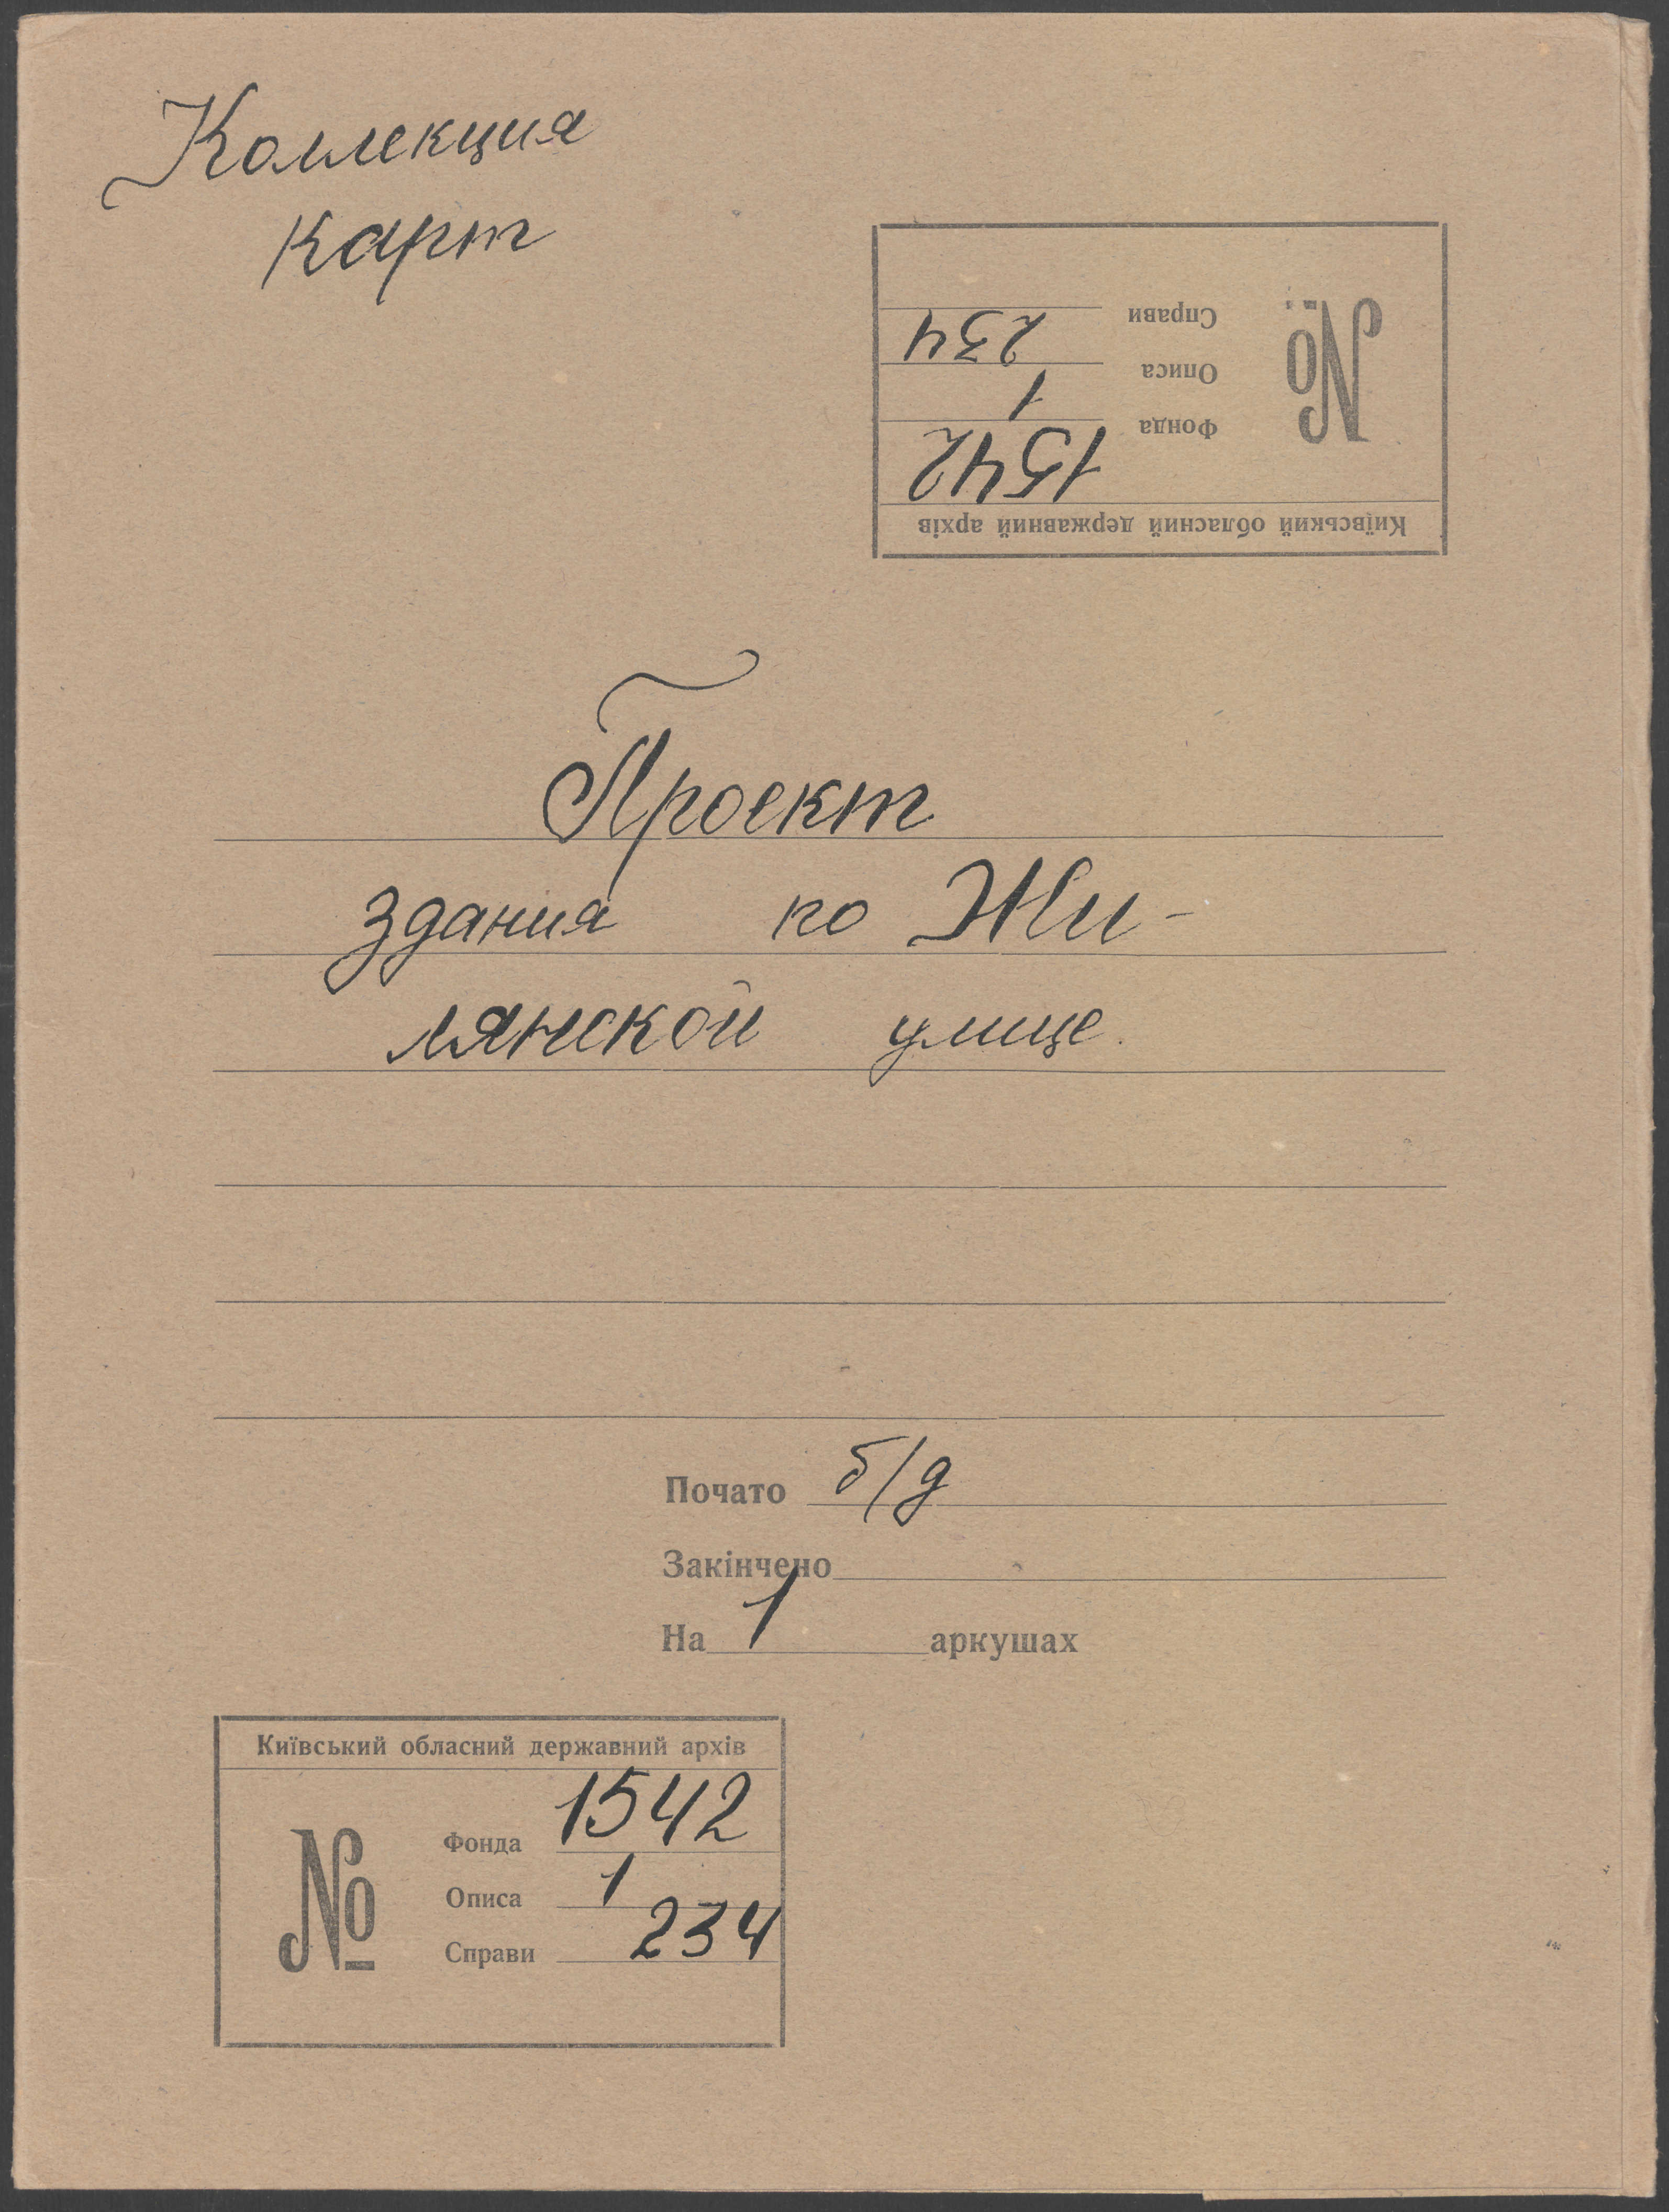 Коллекция
карт
Київський обласний державний архів
№
Фонда 1542
Описа 1
Справи 234
Проект
здания по Жи-
лянской улице.
Почато б/д
Закінчено
На 1 аркушах
Київський обласний державний архів
№
Фонда 1542
Описа 1
Справи 234